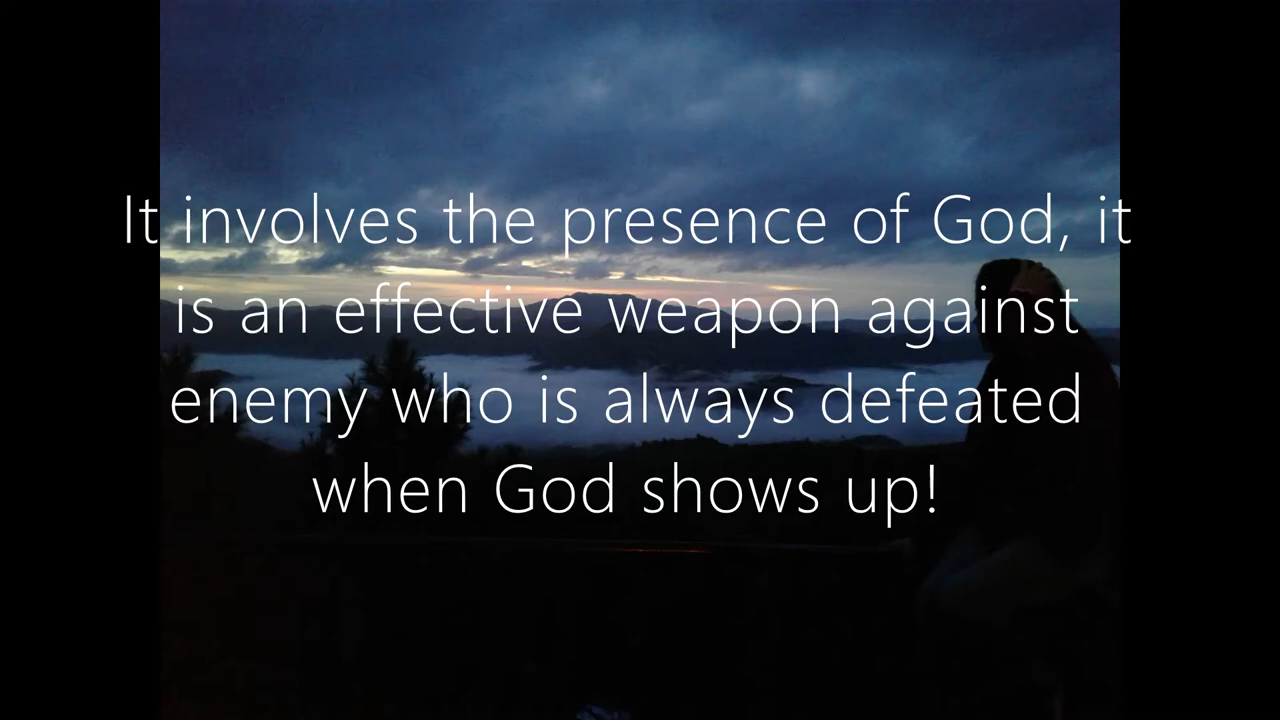 It involves the presence of God, it
is an effective weapon against
enemy who is always defeated
when God shows up!